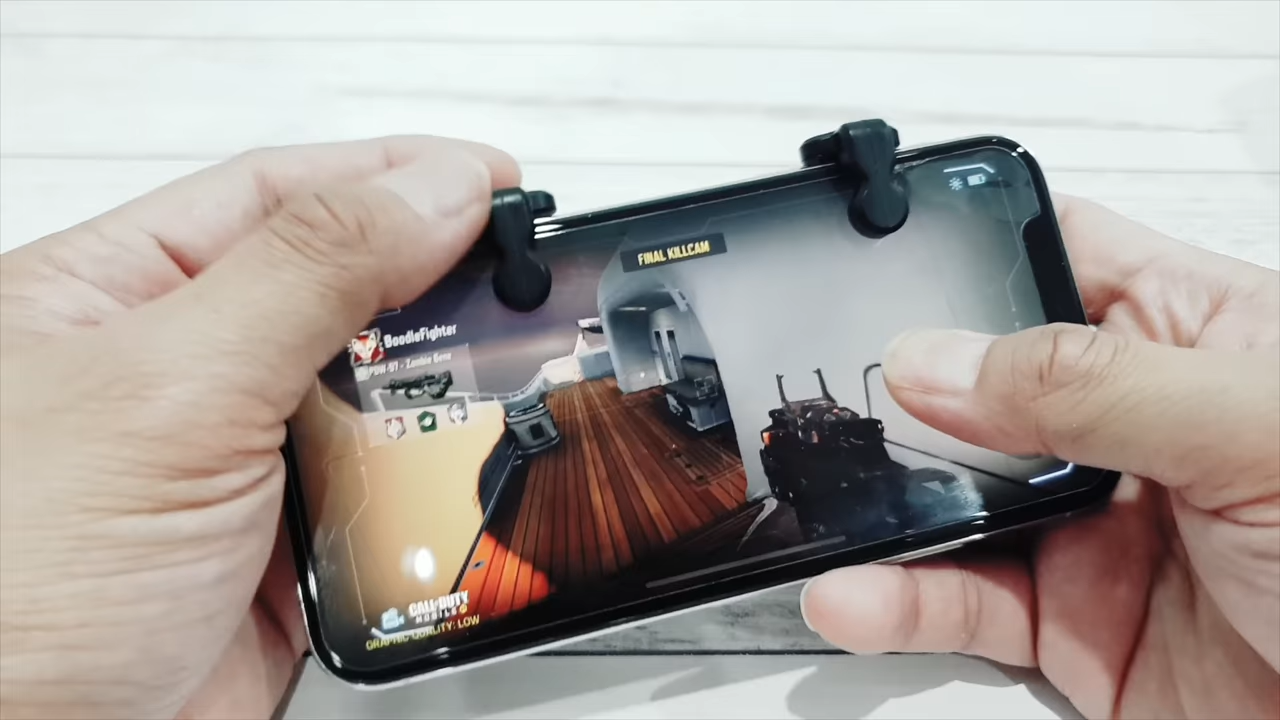 FINAL KILLCAM
BoodleFighter
PDW-57 - Zombie Gene
CALL OF DUTY
MOBILE
GRAPHIC QUALITY: LOW